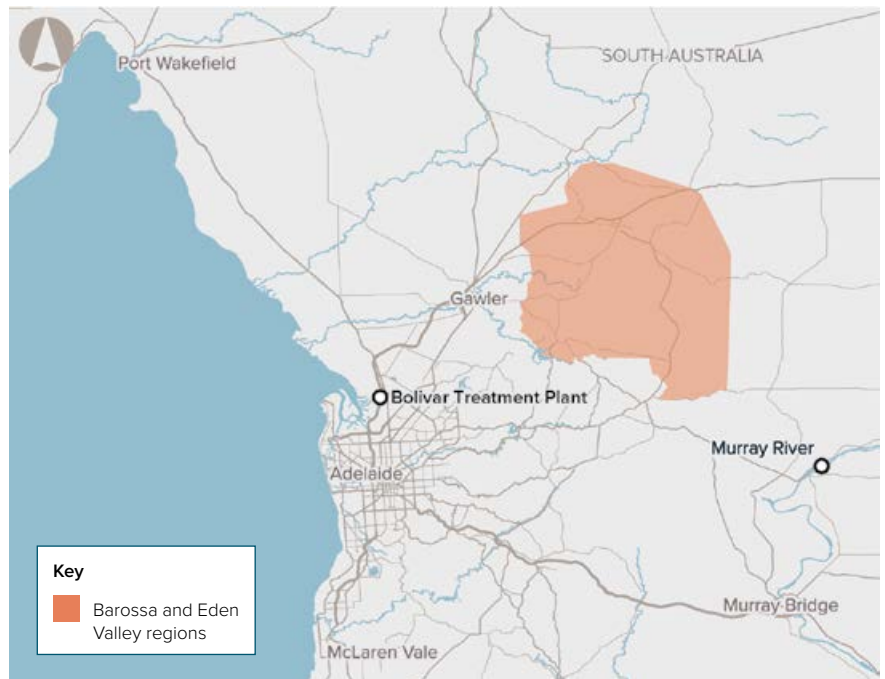 Port Wakefield
SOUTH AUSTRALIA
Gawler
Bolivar Treatment Plant
Murray River
Adelaide
Key
Barossa and Eden
Valley regions
Murray Bridge
McLaren Vale